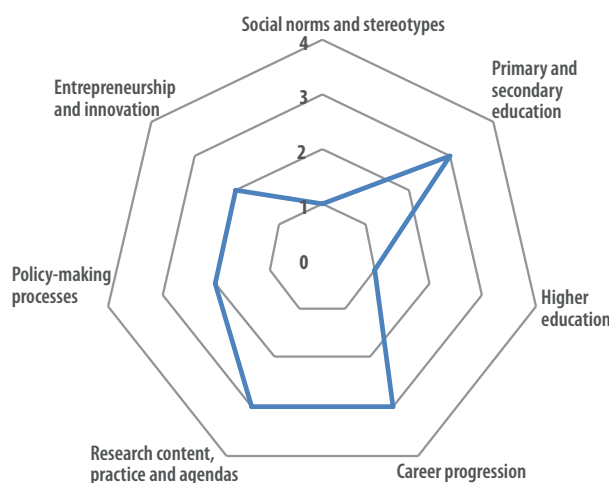 Social norms and stereotypes
4
Primary and
secondary
education
Entrepreneurship
and innovation
3
2
1
0
Policy-making
processes
Higher
education
Research content,
practice and agendas
Career progression